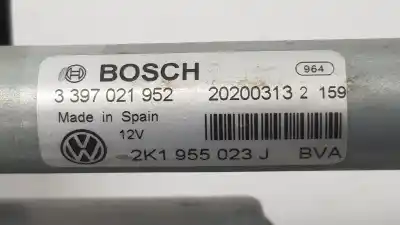 BOSCH 964
3 397 021 952 20200313 2 159
Made in Spain
12V
2K1 955 023 J BVA